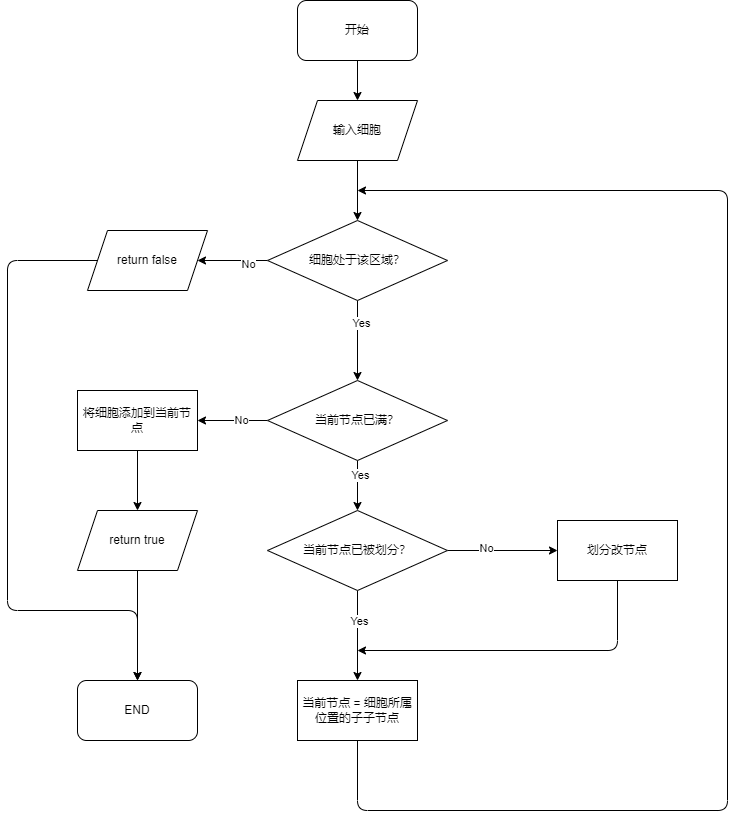 开始
输入细胞
细胞处于该区域?
No
return false
Yes
当前节点已满?
No
将细胞添加到当前节
点
Yes
return true
当前节点已被划分?
No
划分改节点
Yes
当前节点 = 细胞所属
位置的子子节点
END